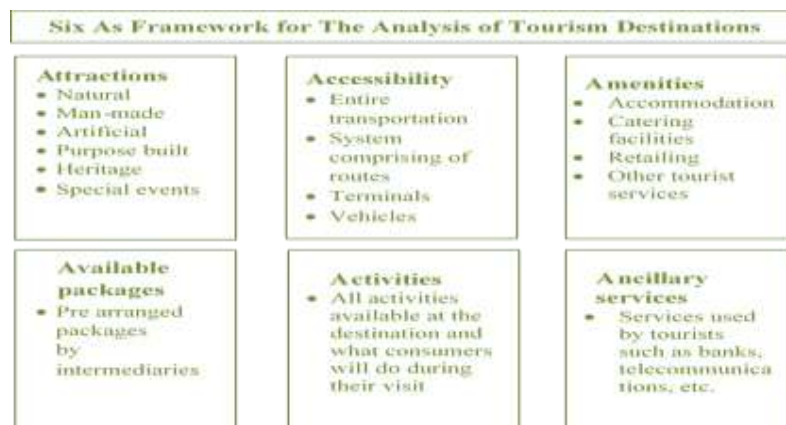 Six As Framework for The Analysis of Tourism Destinations
Attractions
• Natural
• Man-made
• Artificial
• Purpose built
• Heritage
• Special events
Accessibility
• Entire
transportation
• System
comprising of
routes
• Terminals
• Vehicles
Amenities
• Accommodation
• Catering
facilities
• Retailing
• Other tourist
services
Available
packages
• Pre arranged
packages
by
intermediaries
Activities
• All activities
available at the
destination and
what consumers
will do during
their visit
Ancillary
services
• Services used
by tourists
such as banks,
telecommunica
tions, etc.